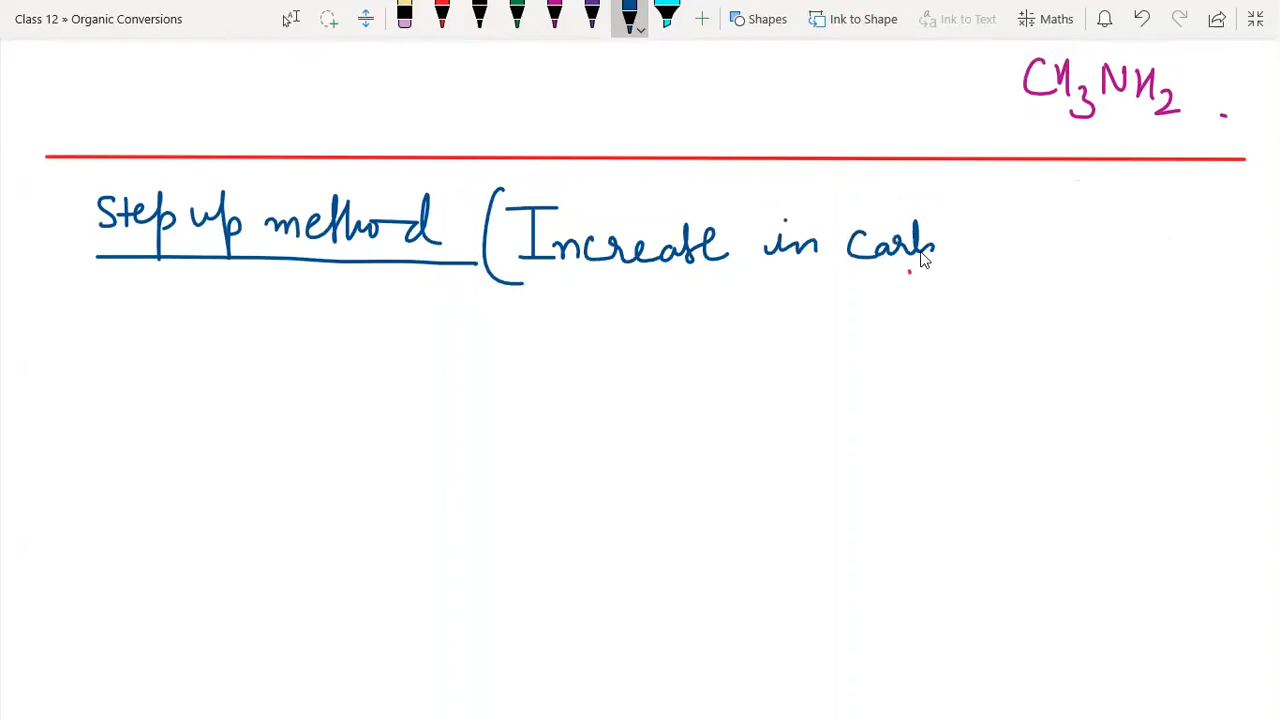 Class 12 » Organic Conversions
Shapes
Ink to Shape
Ink to Text
Maths
CH3NH2 .
Step up method (Increase in carb